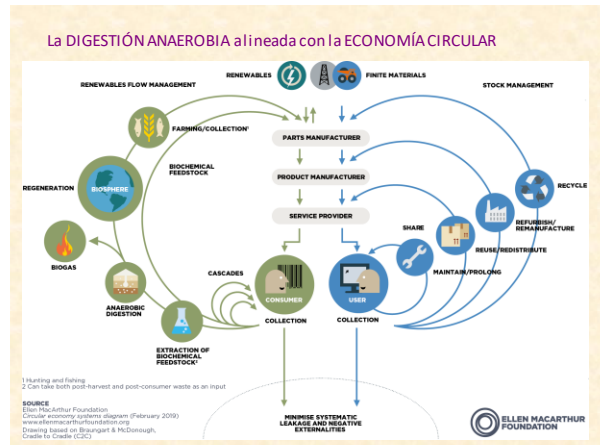 La DIGESTIÓN ANAEROBIA alineada con la ECONOMÍA CIRCULAR
RENEWABLES
FINITE MATERIALS
RENEWABLES FLOW MANAGEMENT
STOCK MANAGEMENT
FARMING/COLLECTION¹
PARTS MANUFACTURER
BIOCHEMICAL
FEEDSTOCK
PRODUCT MANUFACTURER
RECYCLE
REGENERATION
BIOSPHERE
SERVICE PROVIDER
REFURBISH/
REMANUFACTURE
SHARE
REUSE/REDISTRIBUTE
BIOGAS
CASCADES
MAINTAIN/PROLONG
CONSUMER
USER
ANAEROBIC
DIGESTION
COLLECTION
COLLECTION
EXTRACTION OF
BIOCHEMICAL
FEEDSTOCK²
1 Hunting and fishing
2 Can take both post-harvest and post-consumer waste as an input
SOURCE
Ellen MacArthur Foundation
Circular economy systems diagram (February 2019)
www.ellenmacarthurfoundation.org
Drawing based on Braungart & McDonough,
Cradle to Cradle (C2C)
MINIMISE SYSTEMATIC
LEAKAGE AND NEGATIVE
EXTERNALITIES
ELLEN MACARTHUR
FOUNDATION